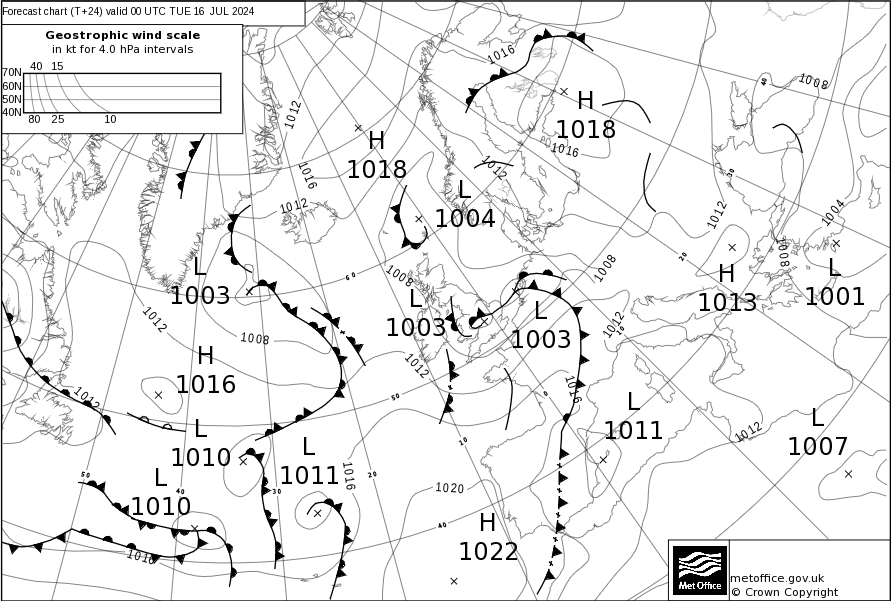 Forecast chart (T+24) valid 00 UTC TUE 16 JUL 2024
Geostrophic wind scale
in kt for 4.0 hPa intervals
40 15
70N
60N
50N
40N
80 25 10
1016
1008
1012
H
1018
H
1018
1016
1012
1016
1012
L
1004
30
40
1012
1004
1008
20
H
1013
L
1001
60
1008
1008
L
1003
L
1003
L
1003
1012
1008
1012
10
H
1016
1012
1012
50
0
1016
L
1011
L
1007
1012
L
1010
L
1011
10
1016
20
50
L
1010
40
30
1020
40
H
1022
1016
Met Office
metoffice.gov.uk
© Crown Copyright